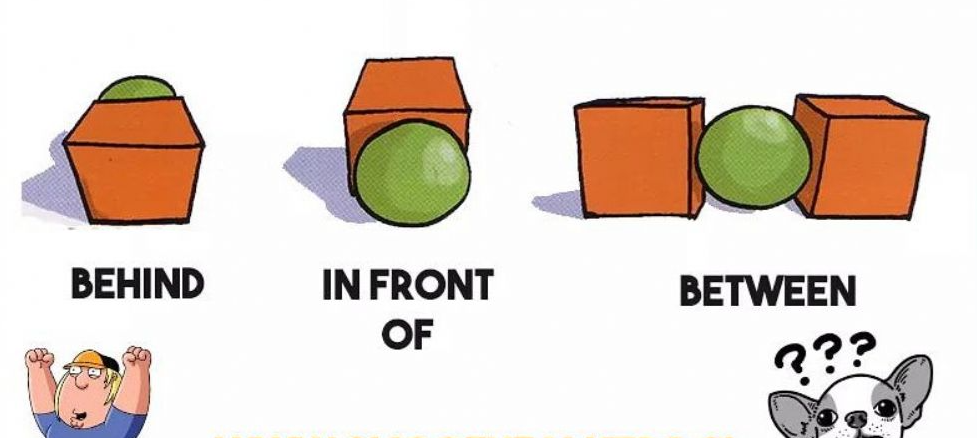 BEHIND
IN FRONT
OF
BETWEEN
???